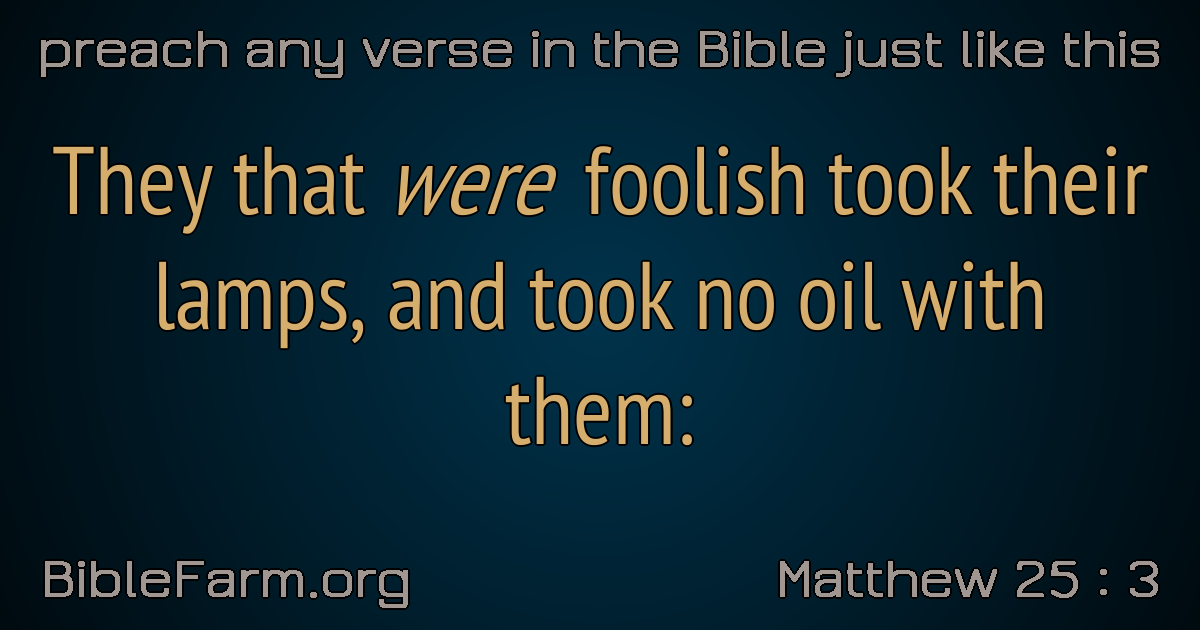 preach any verse in the Bible just like this
They that were foolish took their
lamps, and took no oil with
them:
BibleFarm.org
Matthew 25 : 3